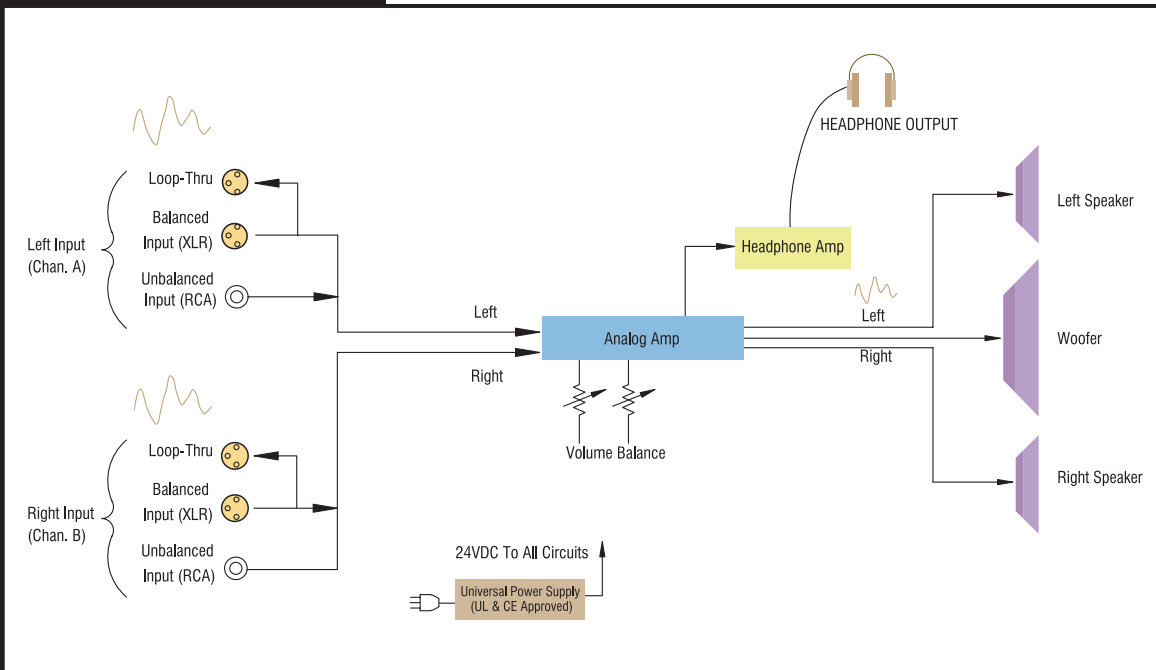 HEADPHONE OUTPUT
Loop-Thru
Balanced
Input (XLR)
Left Input
(Chan. A)
Unbalanced
Input (RCA)
Left
Right
Analog Amp
Headphone Amp
Left
Right
Left Speaker
Woofer
Right Speaker
Volume Balance
Loop-Thru
Balanced
Input (XLR)
Right Input
(Chan. B)
Unbalanced
Input (RCA)
24VDC To All Circuits
Universal Power Supply
(UL & CE Approved)